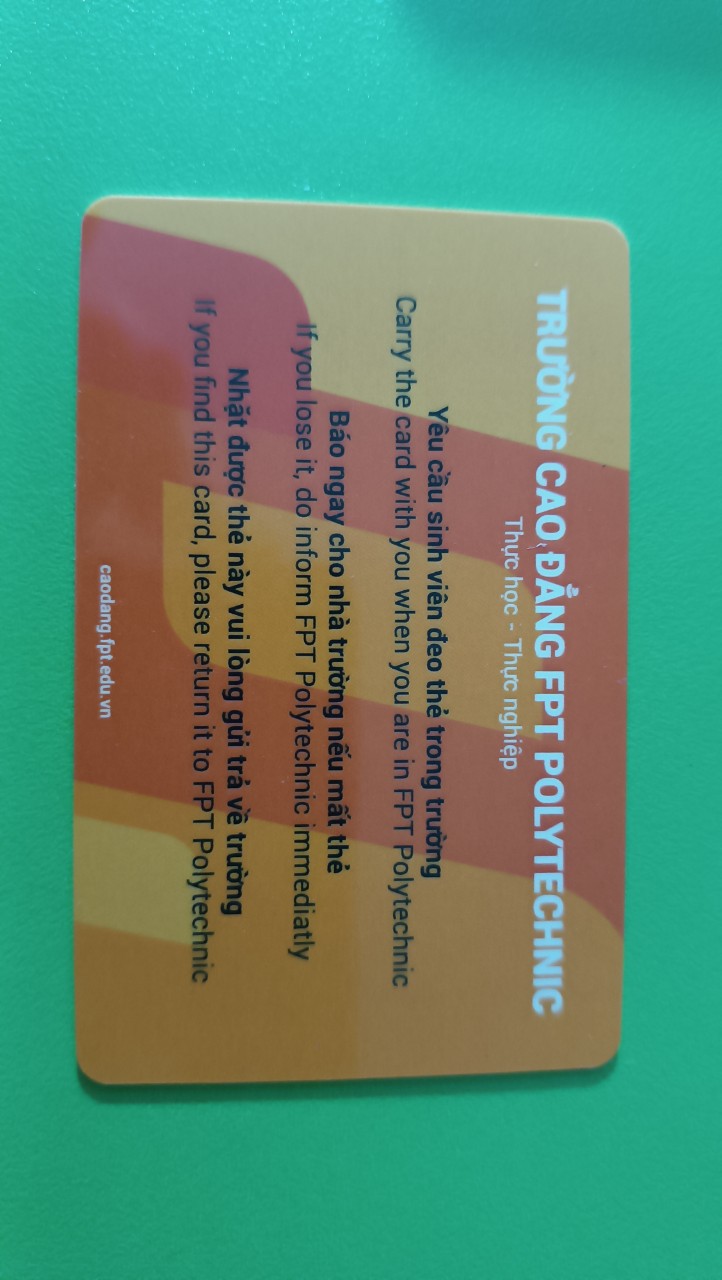 TRƯỜNG CAO ĐẲNG FPT POLYTECHNIC
Thực học - Thực nghiệp
Yêu cầu sinh viên đeo thẻ trong trường
Carry the card with you when you are in FPT Polytechnic
Báo ngay cho nhà trường nếu mất thẻ
If you lose it, do inform FPT Polytechnic immediatly
Nhặt được thẻ này vui lòng gửi trả về trường
If you find this card, please return it to FPT Polytechnic
caodang.fpt.edu.vn